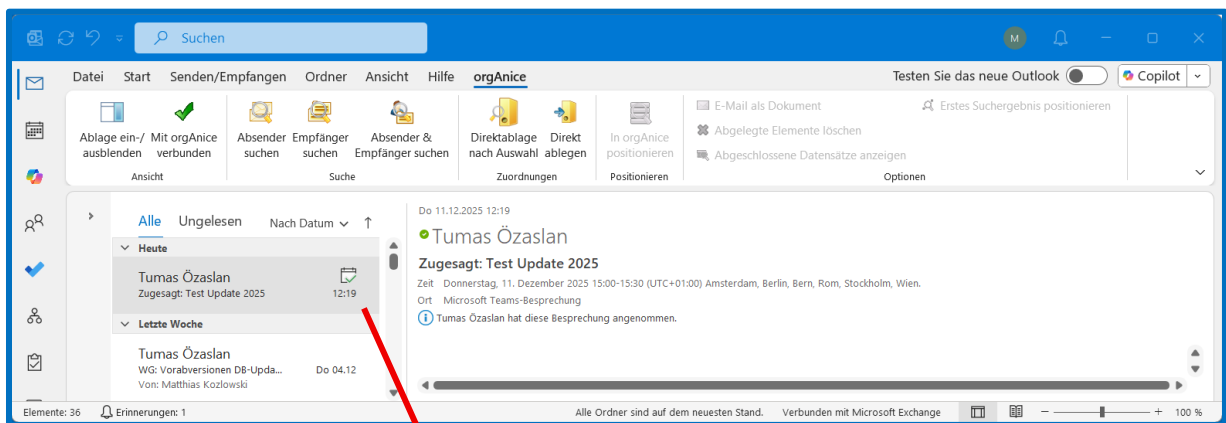 Suchen
M
Datei Start Senden/Empfangen Ordner Ansicht Hilfe orgAnice
Testen Sie das neue Outlook Copilot
Ablage ein-/ausblenden
Mit orgAnice verbunden
Ansicht
Absender suchen
Empfänger suchen
Absender & Empfänger suchen
Suche
Direktablage nach Auswahl
Direkt ablegen
Zuordnungen
In orgAnice positionieren
Positionieren
E-Mail als Dokument
Abgelegte Elemente löschen
Abgeschlossene Datensätze anzeigen
Erstes Suchergebnis positionieren
Optionen
Alle Ungelesen Nach Datum
Heute
Tumas Özaslan
Zugesagt: Test Update 2025 12:19
Letzte Woche
Tumas Özaslan
WG: Vorabversionen DB-Upda... Do 04.12
Von: Matthias Kozlowski
Do 11.12.2025 12:19
Tumas Özaslan
Zugesagt: Test Update 2025
Zeit Donnerstag, 11. Dezember 2025 15:00-15:30 (UTC+01:00) Amsterdam, Berlin, Bern, Rom, Stockholm, Wien.
Ort Microsoft Teams-Besprechung
Tumas Özaslan hat diese Besprechung angenommen.
Elemente: 36 Erinnerungen: 1
Alle Ordner sind auf dem neuesten Stand. Verbunden mit Microsoft Exchange
100 %